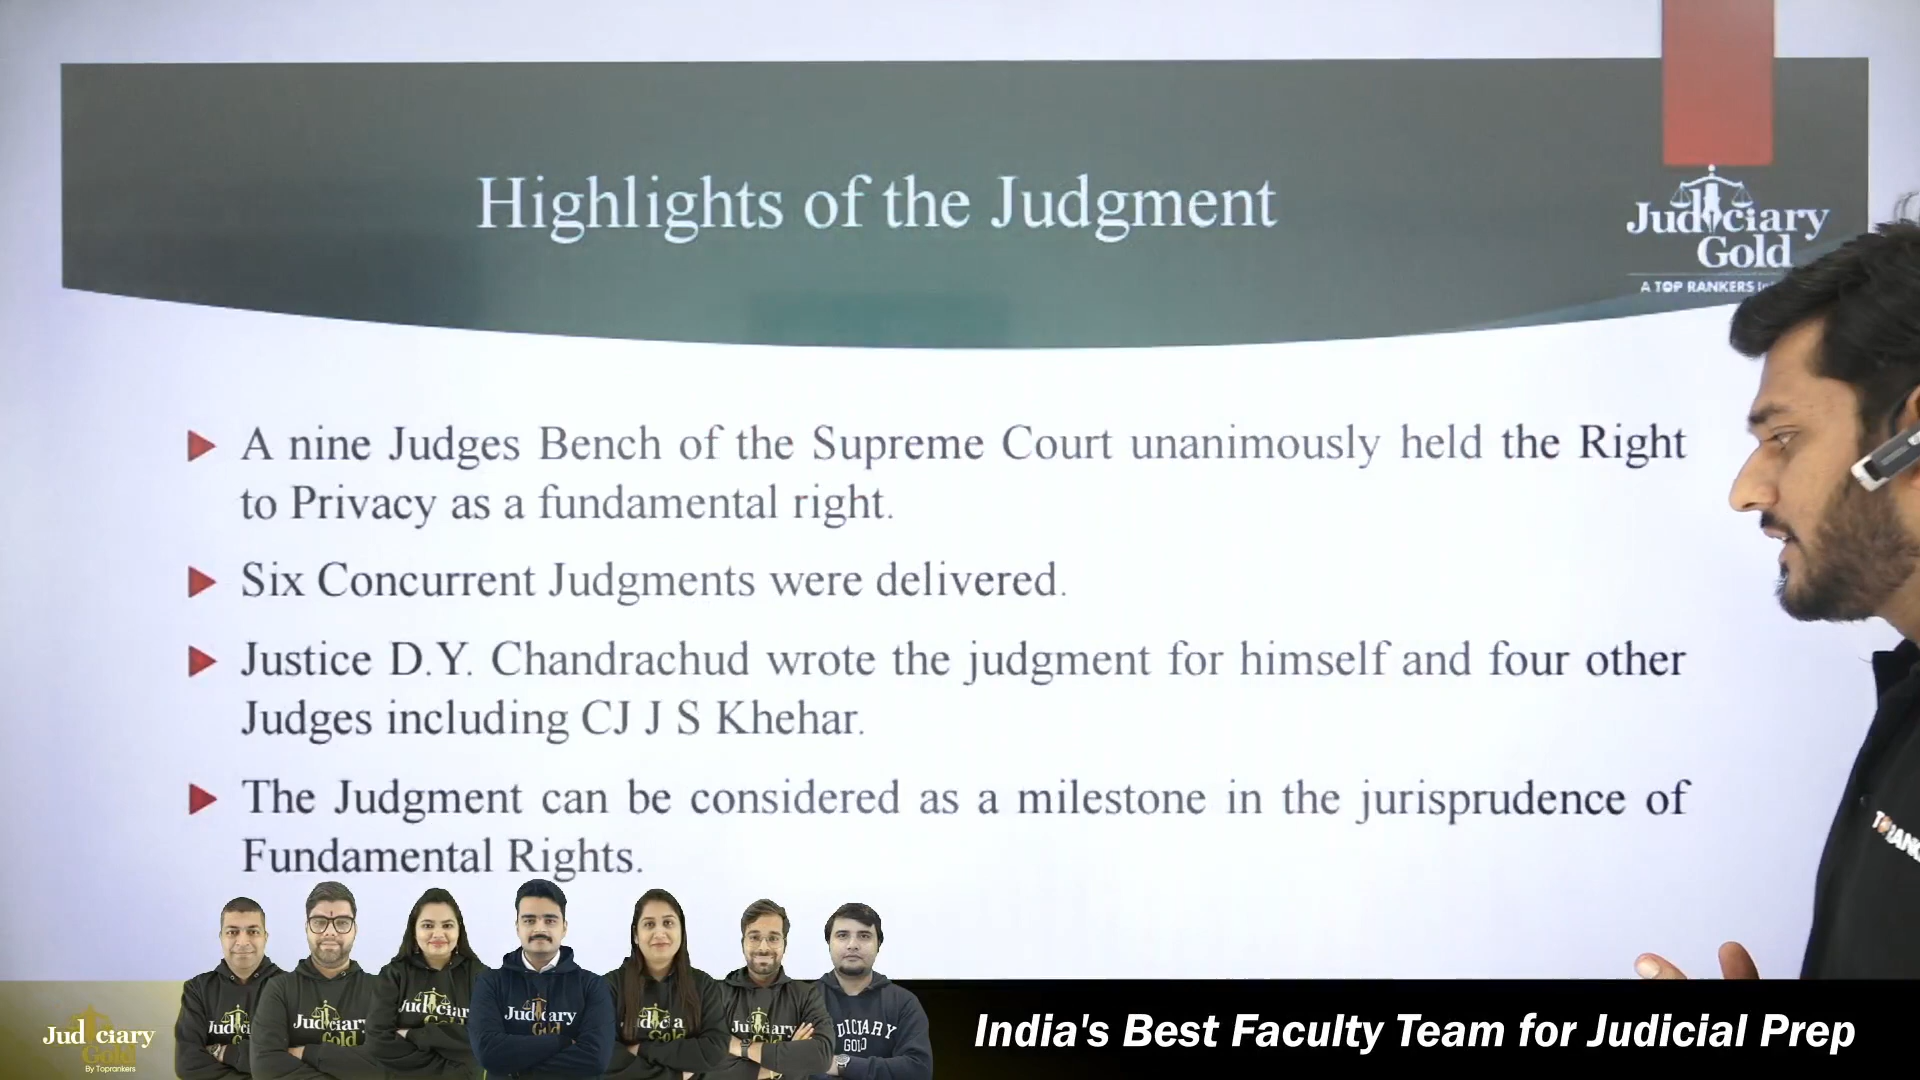 Highlights of the Judgment
Judiciary
Gold
A TOP RANKERS
A nine Judges Bench of the Supreme Court unanimously held the Right
to Privacy as a fundamental right.
Six Concurrent Judgments were delivered.
Justice D.Y. Chandrachud wrote the judgment for himself and four other
Judges including CJ J S Khehar.
The Judgment can be considered as a milestone in the jurisprudence of
Fundamental Rights.
Judiciary
Gold
By Toprankers
India's Best Faculty Team for Judicial Prep